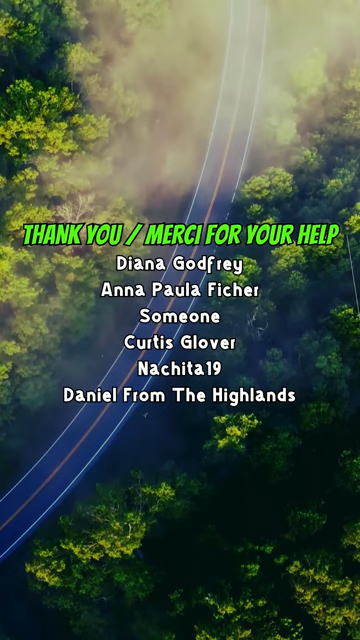 THANK YOU / MERCI FOR YOUR HELP
Diana Godfrey
Anna Paula Ficher
Someone
Curtis Glover
Nachita19
Daniel From The Highlands